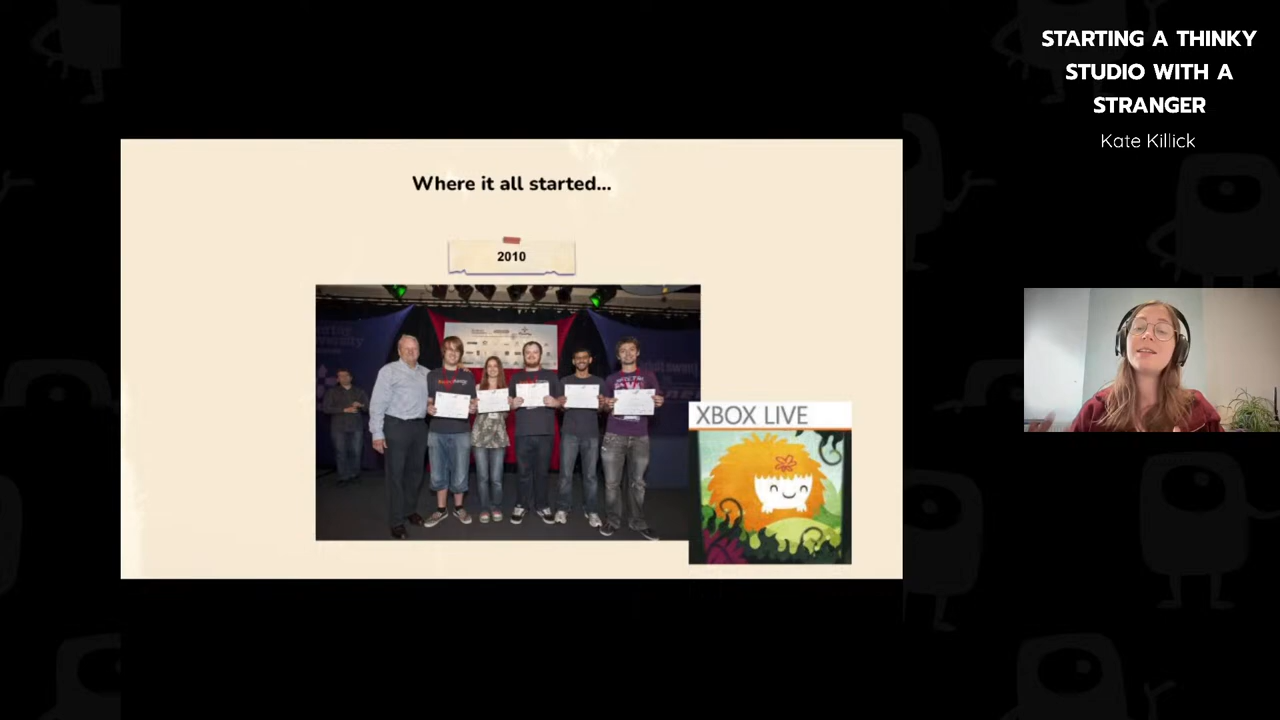 STARTING A THINKY
STUDIO WITH A
STRANGER
Kate Killick
Where it all started...
2010
XBOX LIVE